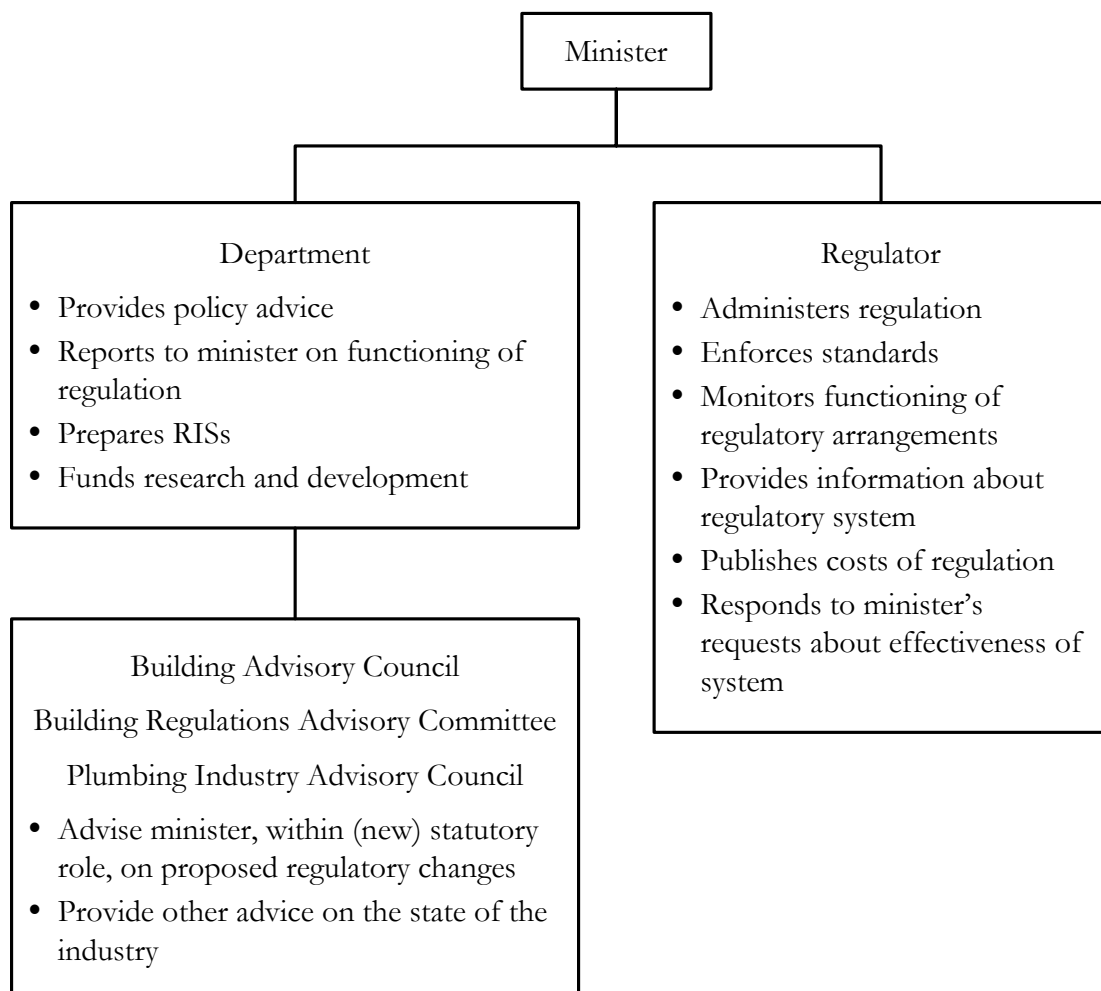 Minister
Department
• Provides policy advice
• Reports to minister on functioning of
regulation
• Prepares RISs
• Funds research and development
Regulator
• Administers regulation
• Enforces standards
• Monitors functioning of
regulatory arrangements
• Provides information about
regulatory system
• Publishes costs of regulation
• Responds to minister’s
requests about effectiveness of
system
Building Advisory Council
Building Regulations Advisory Committee
Plumbing Industry Advisory Council
• Advise minister, within (new) statutory
role, on proposed regulatory changes
• Provide other advice on the state of the
industry